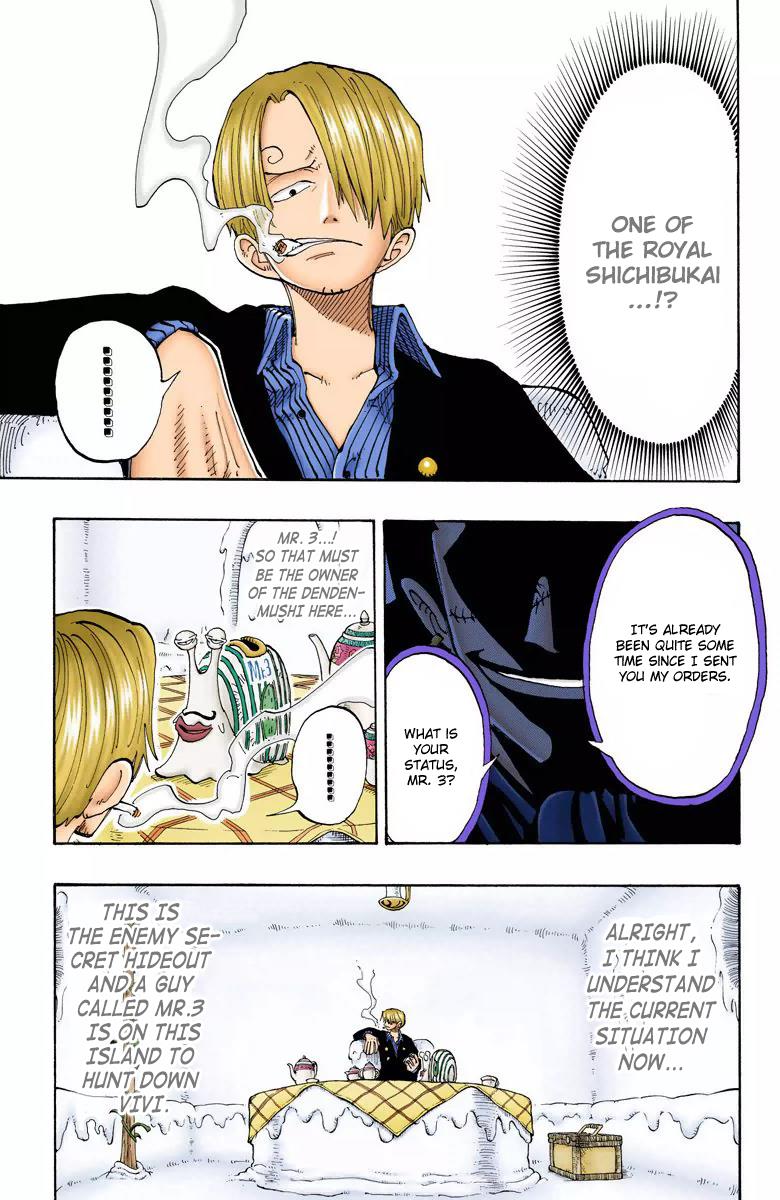 ONE OF
THE ROYAL
SHICHIBUKAI
...!?
IT'S ALREADY
BEEN QUITE SOME
TIME SINCE I SENT
YOU MY ORDERS.
WHAT IS
YOUR
STATUS,
MR. 3?
MR. 3...!
SO THAT MUST
BE THE OWNER
OF THE DENDEN-
MUSHI HERE...
Mr.3
ALRIGHT,
I THINK I
UNDERSTAND
THE CURRENT
SITUATION
NOW...
THIS IS
THE ENEMY SE-
CRET HIDEOUT
AND A GUY
CALLED MR.3
IS ON THIS
ISLAND TO
HUNT DOWN
VIVI.